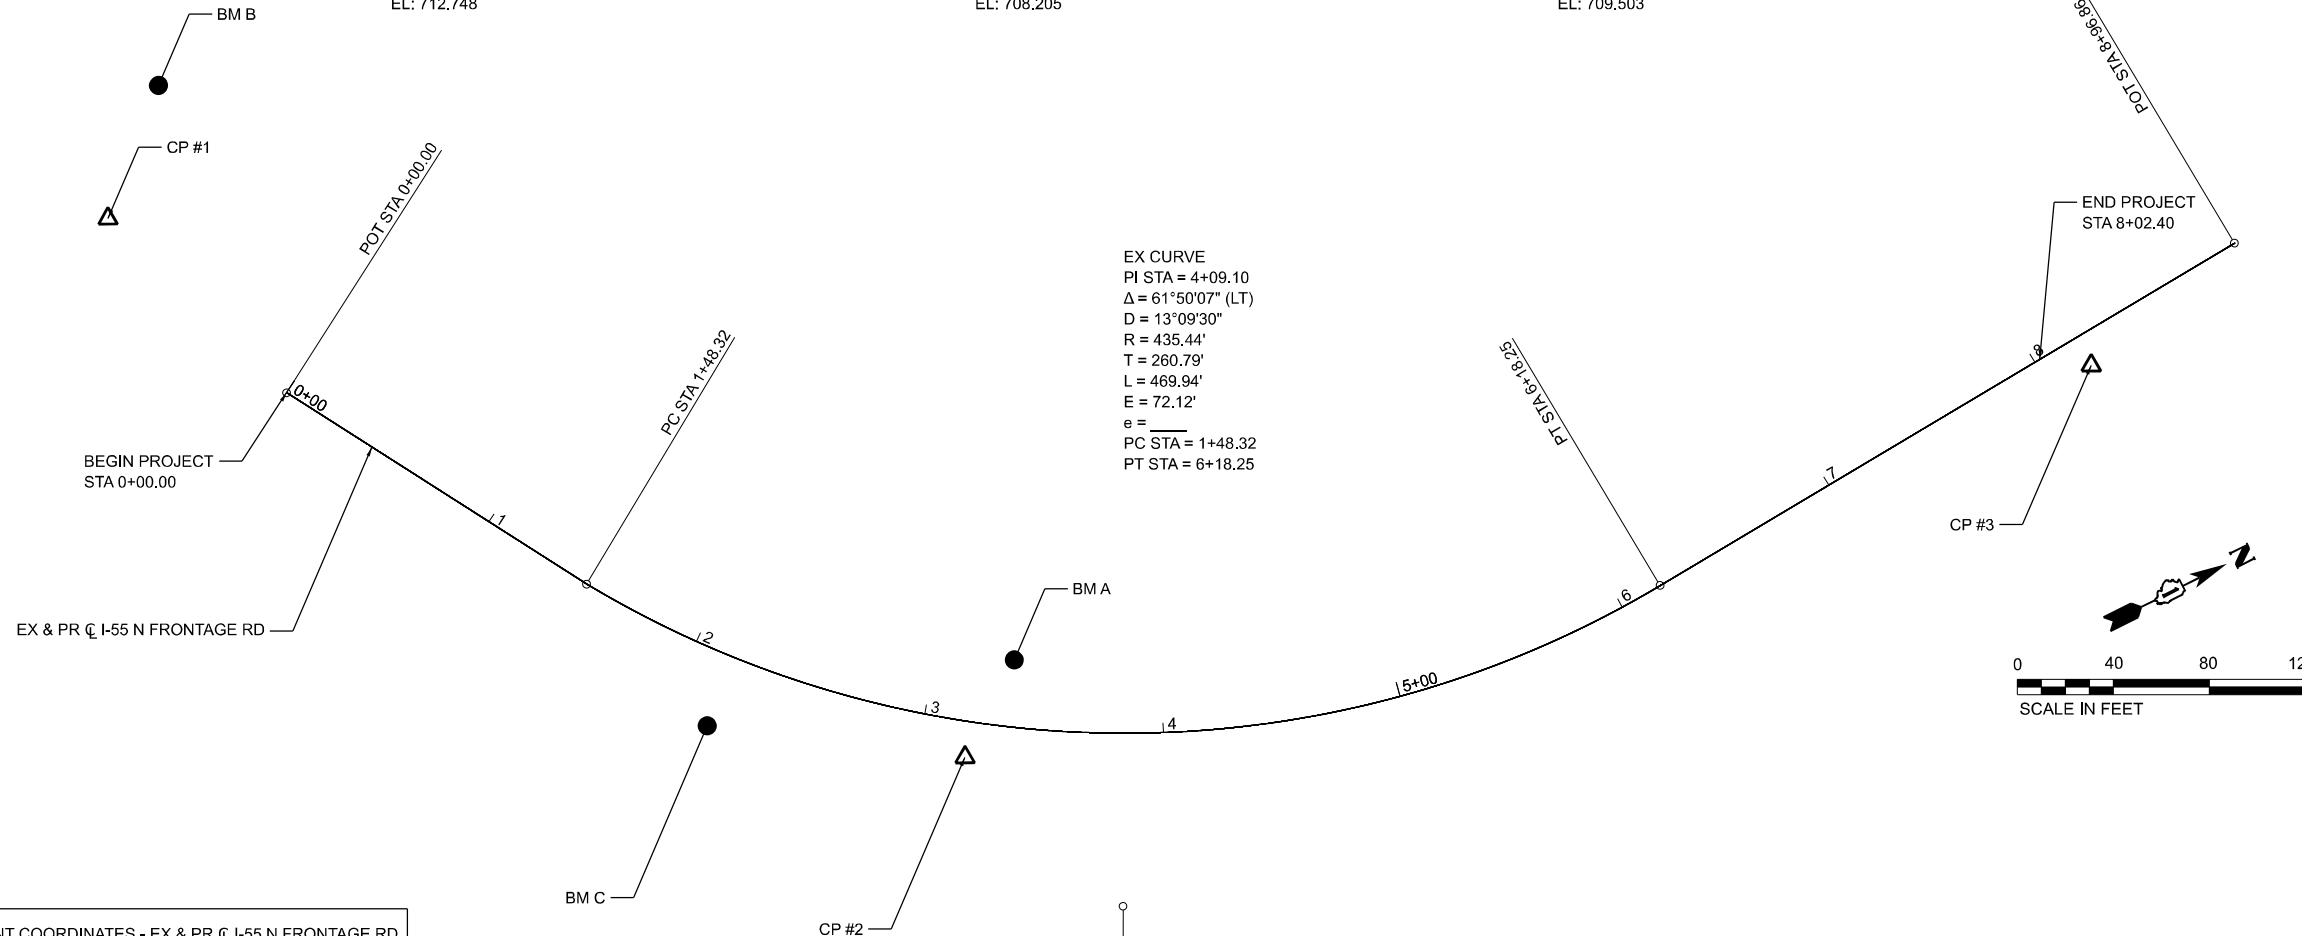 EL: 712.748
EL: 708.205
EL: 709.503
BM B
CP #1
POT STA 0+00.00
POT STA 8+96.86
END PROJECT
STA 8+02.40
EX CURVE
PI STA = 4+09.10
Δ = 61°50'07" (LT)
D = 13°09'30"
R = 435.44'
T = 260.79'
L = 469.94'
E = 72.12'
e = ____
PC STA = 1+48.32
PT STA = 6+18.25
PC STA 1+48.32
PT STA 6+18.25
0+00
1
2
3
4
5+00
6
7
8
BEGIN PROJECT
STA 0+00.00
CP #3
N
BM A
EX & PR ℄ I-55 N FRONTAGE RD
0 40 80 12
SCALE IN FEET
BM C
CP #2
NT COORDINATES - EX & PR ℄ I-55 N FRONTAGE RD